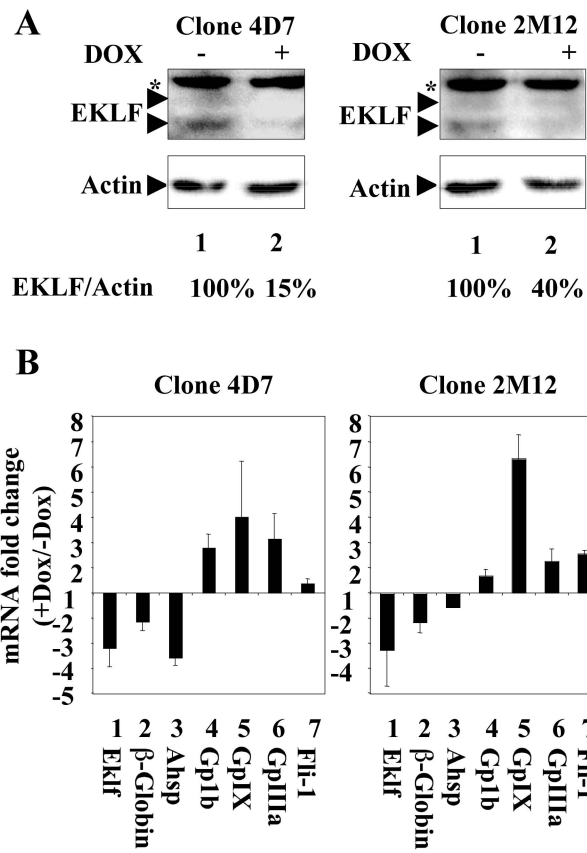 A
Clone 4D7
Clone 2M12
DOX - +
DOX - +
*
*
EKLF
EKLF
Actin
Actin
1 2
1 2
EKLF/Actin 100% 15%
100% 40%
B
Clone 4D7
Clone 2M12
mRNA fold change
(+Dox/-Dox)
8
7
6
5
4
3
2
1
-2
-3
-4
-5
8
7
6
5
4
3
2
1
-2
-3
-4
1 2 3 4 5 6 7
Eklf
β-Globin
Ahsp
Gp1b
GpIX
GpIIIa
Fli-1
1 2 3 4 5 6 7
Eklf
β-Globin
Ahsp
Gp1b
GpIX
GpIIIa
Fli-1